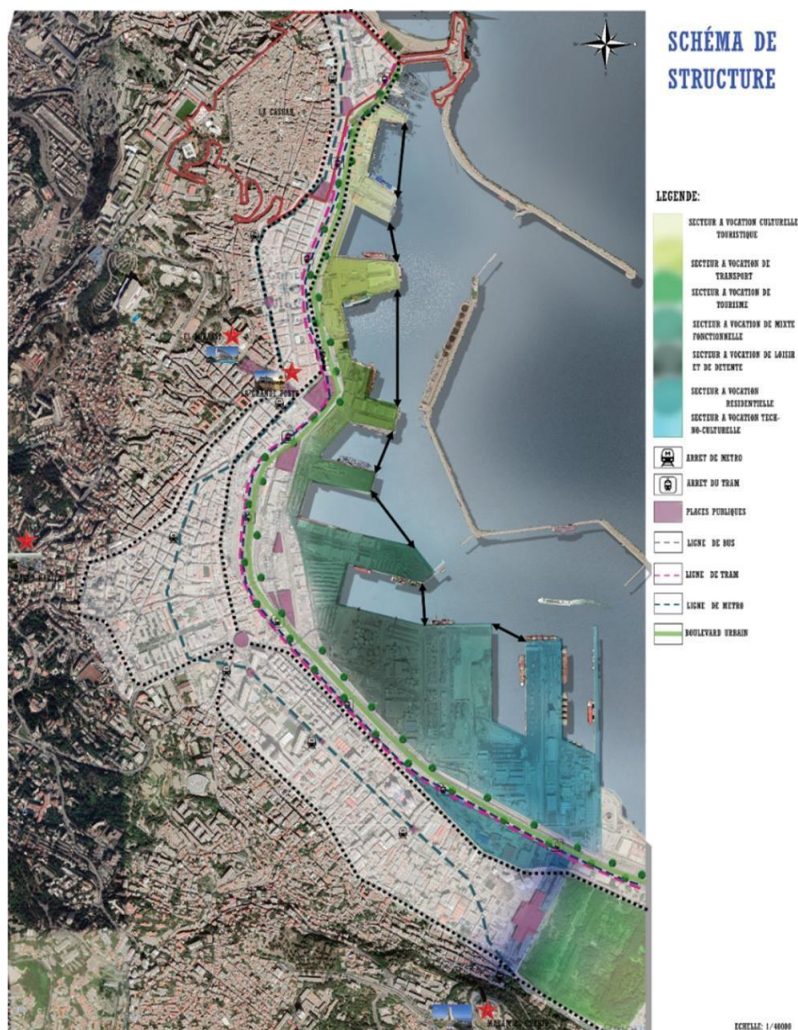 SCHÉMA DE
STRUCTURE
LEGENDE:
SECTEUR A VOCATION CULTURELLE
TOURISTIQUE
SECTEUR A VOCATION DE
TRANSPORT
SECTEUR A VOCATION DE
TOURISME
SECTEUR A VOCATION DE MIXTE
FONCTIONNELLE
SECTEUR A VOCATION DE LOISIR
ET DE DETENTE
SECTEUR A VOCATION
RESIDENTIELLE
SECTEUR A VOCATION TECH-
NO-CULTURELLE
ARRET DE METRO
ARRET DU TRAM
PLACES PUBLIQUES
LIGNE DE BUS
LIGNE DE TRAM
LIGNE DE METRO
BOULEVARD URBAIN
LA CASBAH
ECHELLE: 1/40000